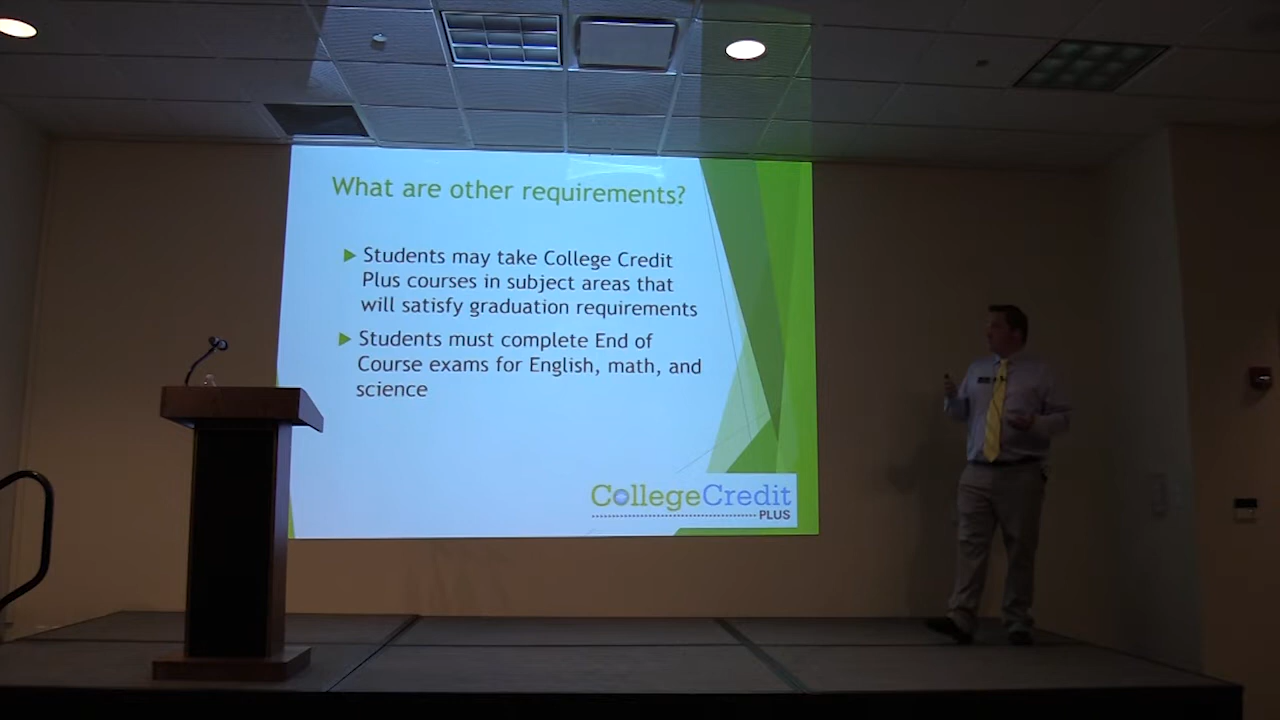 What are other requirements?
Students may take College Credit
Plus courses in subject areas that
will satisfy graduation requirements
Students must complete End of
Course exams for English, math, and
science
CollegeCredit
PLUS